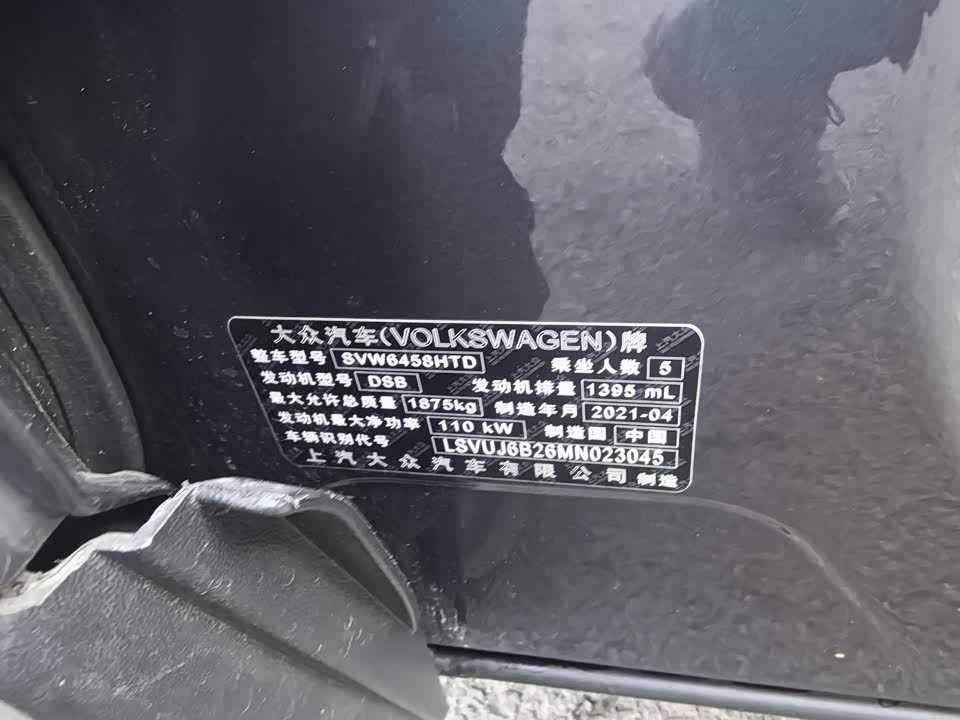 大众汽车(VOLKSWAGEN)牌
整车型号 SVW6458HTD 乘坐人数 5
发动机型号 DSB 发动机排量 1395 mL
最大允许总质量 1875kg 制造年月 2021-04
发动机最大净功率 110 kW 制造国 中国
车辆识别代号 LSVUJ6B26MN023045
上汽大众汽车有限公司 制造